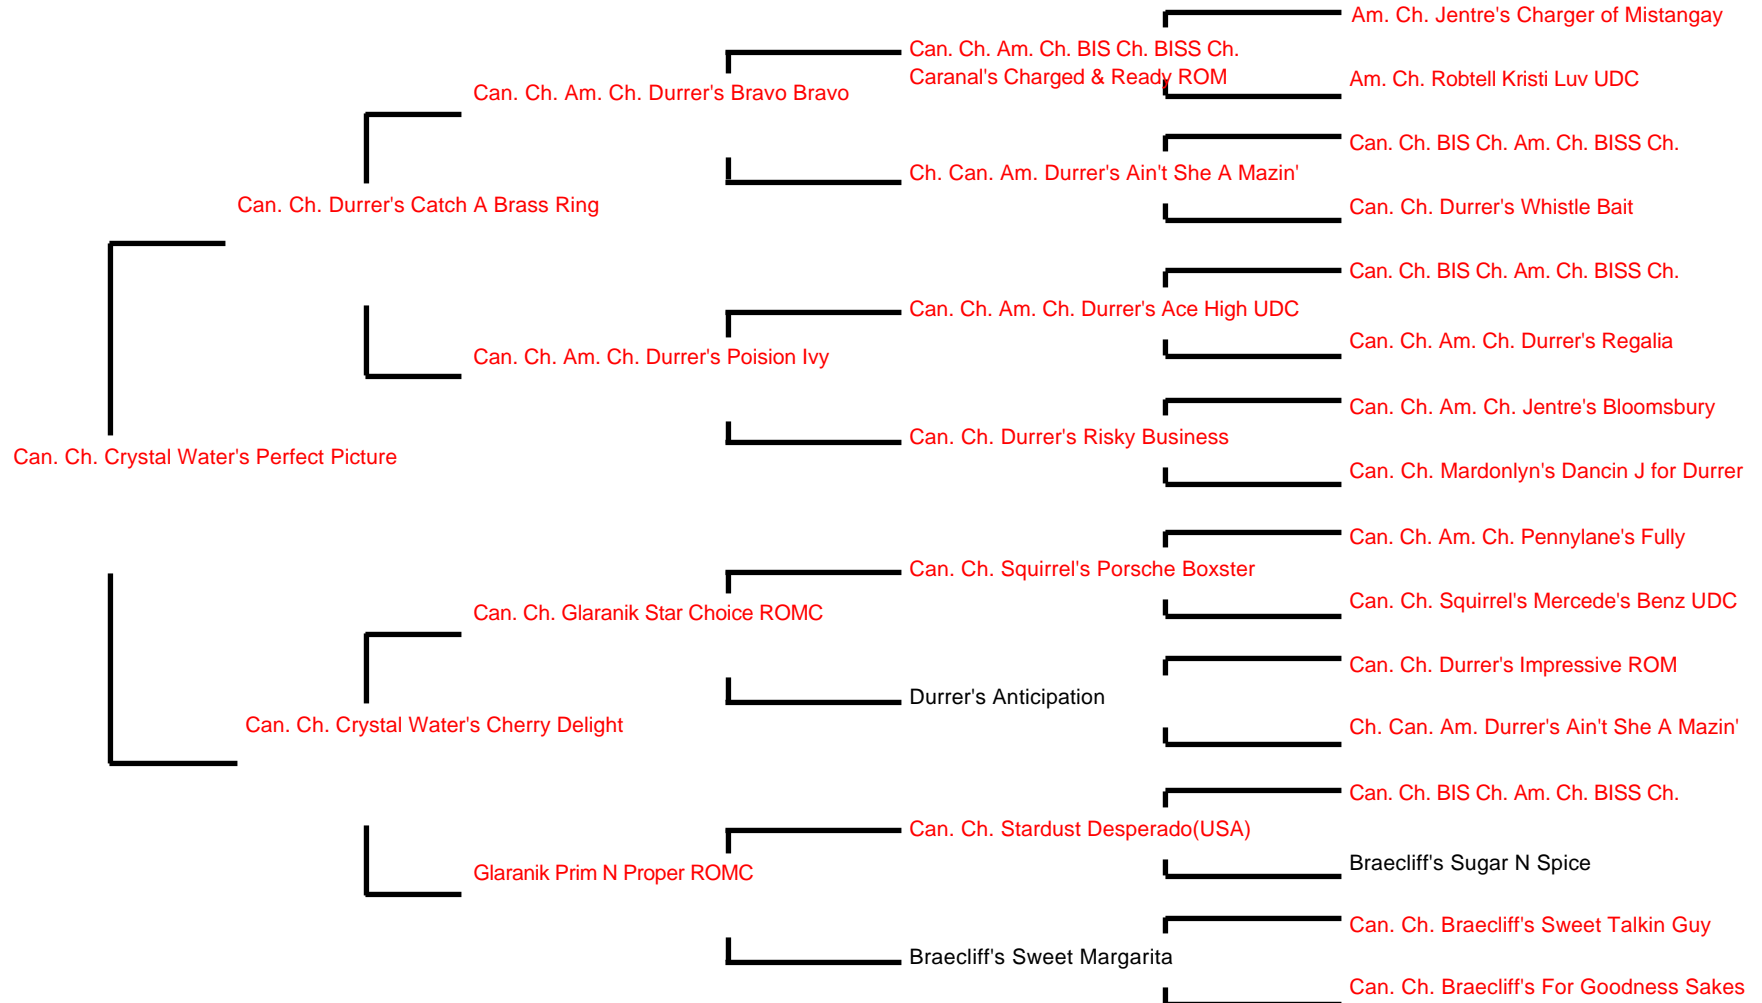 Am. Ch. Jentre's Charger of Mistangay
Can. Ch. Am. Ch. BIS Ch. BISS Ch.
Caranal's Charged & Ready ROM
Am. Ch. Robtell Kristi Luv UDC
Can. Ch. Am. Ch. Durrer's Bravo Bravo
Can. Ch. BIS Ch. Am. Ch. BISS Ch.
Ch. Can. Am. Durrer's Ain't She A Mazin'
Can. Ch. Durrer's Catch A Brass Ring
Can. Ch. Durrer's Whistle Bait
Can. Ch. BIS Ch. Am. Ch. BISS Ch.
Can. Ch. Am. Ch. Durrer's Ace High UDC
Can. Ch. Am. Ch. Durrer's Regalia
Can. Ch. Am. Ch. Durrer's Poision Ivy
Can. Ch. Am. Ch. Jentre's Bloomsbury
Can. Ch. Durrer's Risky Business
Can. Ch. Crystal Water's Perfect Picture
Can. Ch. Mardonlyn's Dancin J for Durrer
Can. Ch. Am. Ch. Pennylane's Fully
Can. Ch. Squirrel's Porsche Boxster
Can. Ch. Squirrel's Mercede's Benz UDC
Can. Ch. Glaranik Star Choice ROMC
Can. Ch. Durrer's Impressive ROM
Durrer's Anticipation
Can. Ch. Crystal Water's Cherry Delight
Ch. Can. Am. Durrer's Ain't She A Mazin'
Can. Ch. BIS Ch. Am. Ch. BISS Ch.
Can. Ch. Stardust Desperado(USA)
Braecliff's Sugar N Spice
Glaranik Prim N Proper ROMC
Can. Ch. Braecliff's Sweet Talkin Guy
Braecliff's Sweet Margarita
Can. Ch. Braecliff's For Goodness Sakes